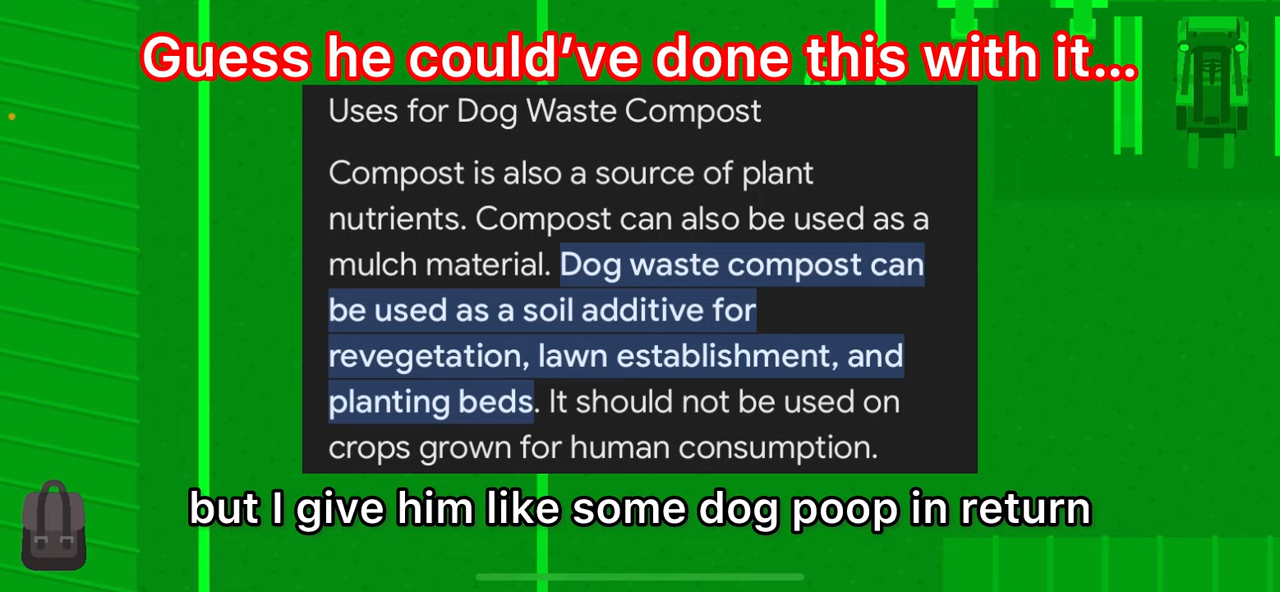 Guess he could’ve done this with it...
Uses for Dog Waste Compost
Compost is also a source of plant
nutrients. Compost can also be used as a
mulch material. Dog waste compost can
be used as a soil additive for
revegetation, lawn establishment, and
planting beds. It should not be used on
crops grown for human consumption.
but I give him like some dog poop in return